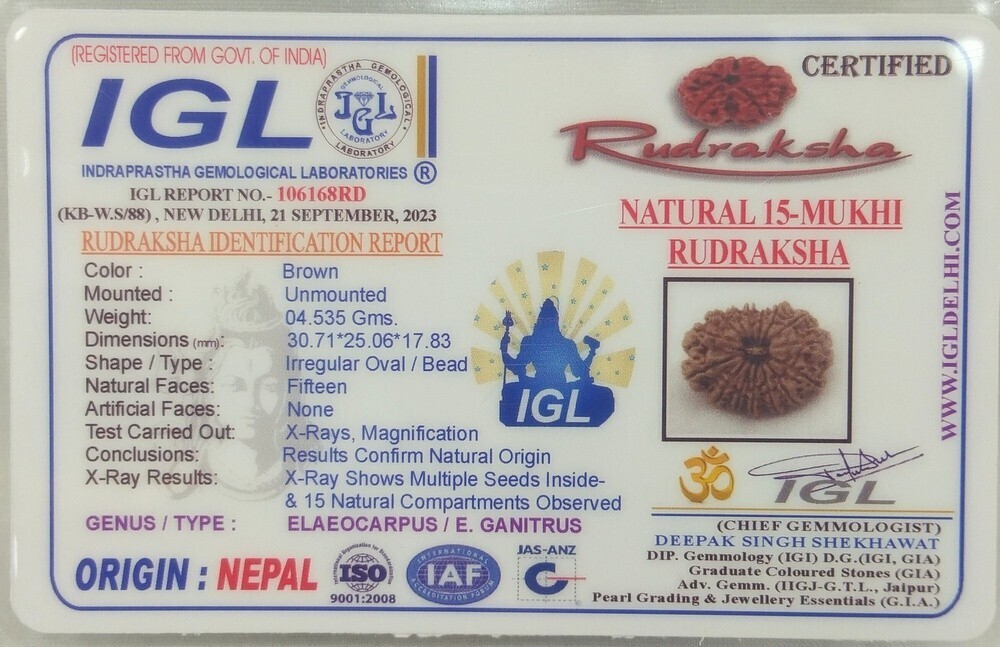 (REGISTERED FROM GOVT. OF INDIA)
IGL
INDRAPRASTHA GEMOLOGICAL LABORATORY
GEMOLOGICAL
IGL
LABORATORY
INDRAPRASTHA GEMOLOGICAL LABORATORIES ®
IGL REPORT NO.- 106168RD
(KB-W.S/88) , NEW DELHI, 21 SEPTEMBER, 2023
RUDRAKSHA IDENTIFICATION REPORT
Color : Brown
Mounted : Unmounted
Weight: 04.535 Gms.
Dimensions (mm): 30.71*25.06*17.83
Shape / Type : Irregular Oval / Bead
Natural Faces: Fifteen
Artificial Faces: None
Test Carried Out: X-Rays, Magnification
Conclusions: Results Confirm Natural Origin
X-Ray Results: X-Ray Shows Multiple Seeds Inside-
& 15 Natural Compartments Observed
GENUS / TYPE : ELAEOCARPUS / E. GANITRUS
ORIGIN : NEPAL
ISO
9001:2008
INTERNATIONAL
IAF
ACCREDITATION FORUM
JAS-ANZ
IGL
CERTIFIED
Rudraksha
NATURAL 15-MUKHI
RUDRAKSHA
WWW.IGLDELHI.COM
ॐ
IGL
(CHIEF GEMMOLOGIST)
DEEPAK SINGH SHEKHAWAT
DIP. Gemmology (IGI) D.G.(IGI, GIA)
Graduate Coloured Stones (GIA)
Adv. Gemm. (IIGJ-G.T.L., Jaipur)
Pearl Grading & Jewellery Essentials (G.I.A.)